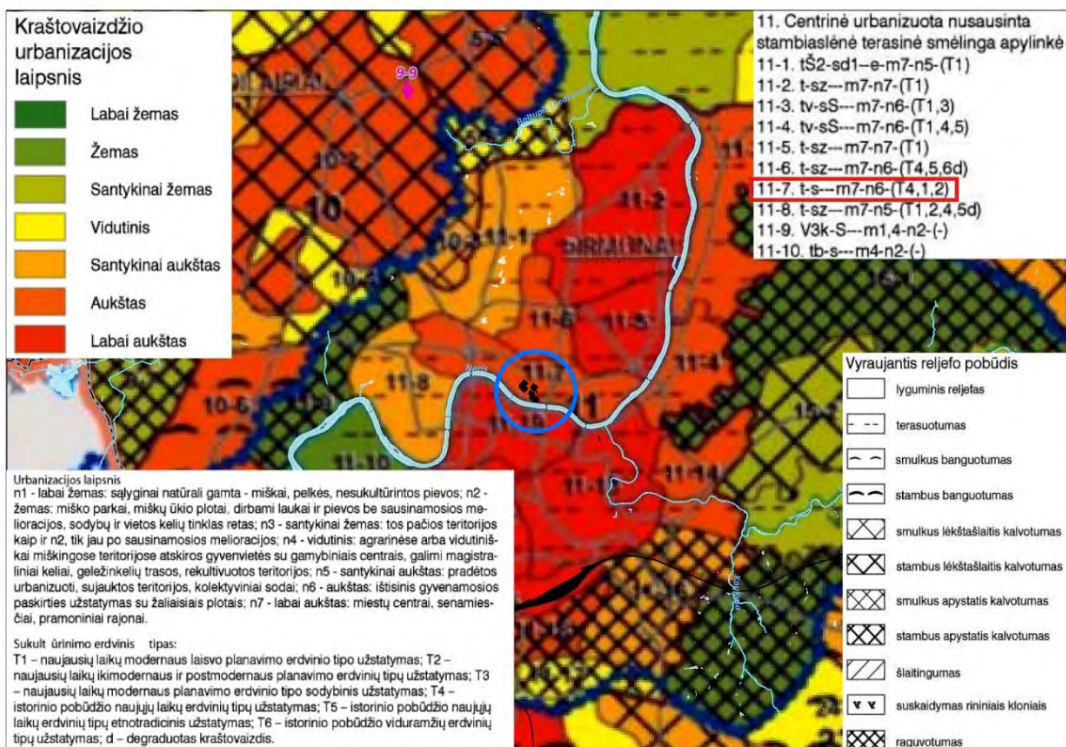 Kraštovaizdžio
urbanizacijos
laipsnis
Labai žemas
Žemas
Santykinai žemas
Vidutinis
Santykinai aukštas
Aukštas
Labai aukštas
11. Centrinė urbanizuota nusausinta
stambiaslėnė terasinė smėlinga apylinkė
11-1. tŠ2-sd1--e-m7-n5-(T1)
11-2. t-sz---m7-n7-(T1)
11-3. tv-sS---m7-n6-(T1,3)
11-4. tv-sS---m7-n6-(T1,4,5)
11-5. t-sz---m7-n7-(T1)
11-6. t-sz---m7-n6-(T4,5,6d)
11-7. t-s---m7-n6-(T4,1,2)
11-8. t-sz---m7-n5-(T1,2,4,5d)
11-9. V3k-S---m1,4-n2-(-)
11-10. tb-s---m4-n2-(-)
9-9
10-2
10
11-1
11-2
ŠIRMŪNAI
11-6
11-5
11-4
11-8
Neris
10-6
11-10
11-14
Vyraujantis reljefo pobūdis
lyguminis reljefas
terasuotumas
smulkus banguotumas
stambus banguotumas
smulkus lėkštašlaitis kalvotumas
stambus lėkštašlaitis kalvotumas
smulkus apystatis kalvotumas
stambus apystatis kalvotumas
šlaitingumas
suskaidymas rininiais kloniais
raguvotumas
Urbanizacijos laipsnis
n1 - labai žemas: sąlyginai natūrali gamta - miškai, pelkės, nesukultūrintos pievos; n2 -
žemas: miško parkai, miškų ūkio plotai, dirbami laukai ir pievos be sausinamosios me-
lioracijos, sodybų ir vietos kelių tinklas retas; n3 - santykinai žemas: tos pačios teritorijos
kaip ir n2, tik jau po sausinamosios melioracijos; n4 - vidutinis: agrarinėse arba vidutiniš-
kai miškingose teritorijose atskiros gyvenvietės su gamybiniais centrais, galimi magistra-
liniai keliai, geležinkelių trasos, rekultivuotos teritorijos; n5 - santykinai aukštas: pradėtos
urbanizuoti, sujauktos teritorijos, kolektyviniai sodai; n6 - aukštas: ištisinis gyvenamosios
paskirties užstatymas su žaliaisiais plotais; n7 - labai aukštas: miestų centrai, senamies-
čiai, pramoniniai rajonai.
Sukult ūrinimo erdvinis tipas:
T1 – naujausių laikų modernaus laisvo planavimo erdvinio tipo užstatymas; T2 –
naujausių laikų ikimodernaus ir postmodernaus planavimo erdvinių tipų užstatymas; T3
– naujausių laikų modernaus planavimo erdvinio tipo sodybinis užstatymas; T4 –
istorinio pobūdžio naujųjų laikų erdvinių tipų užstatymas; T5 – istorinio pobūdžio naujųjų
laikų erdvinių tipų etnotradicinis užstatymas; T6 – istorinio pobūdžio viduramžių erdvinių
tipų užstatymas; d – degraduotas kraštovaizdis.